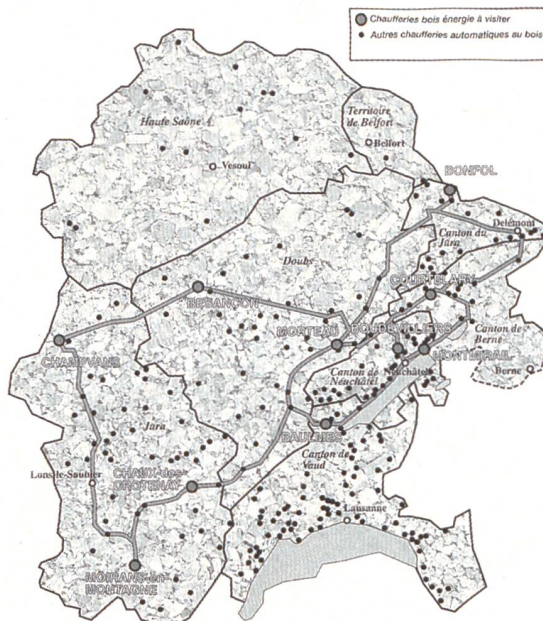 Chaufferies bois énergie à visiter
Autres chaufferies automatiques au bois
Haute Saône
Territoire
de Belfort
Belfort
Vesoul
BONFOL
Delémont
Canton du
Jura
Doubs
COURTELARY
BESANÇON
MORTEAU
BOUDEVILLIERS
Canton de
Berne
MONTMIRAIL
CHAMPVANS
Canton de
Neuchâtel
Neuchâtel
Berne
BAULMES
Jura
Canton de
Vaud
CHAUX-des-
CROTENAY
Lons-le-Saunier
Lausanne
MOIRANS-en-
MONTAGNE